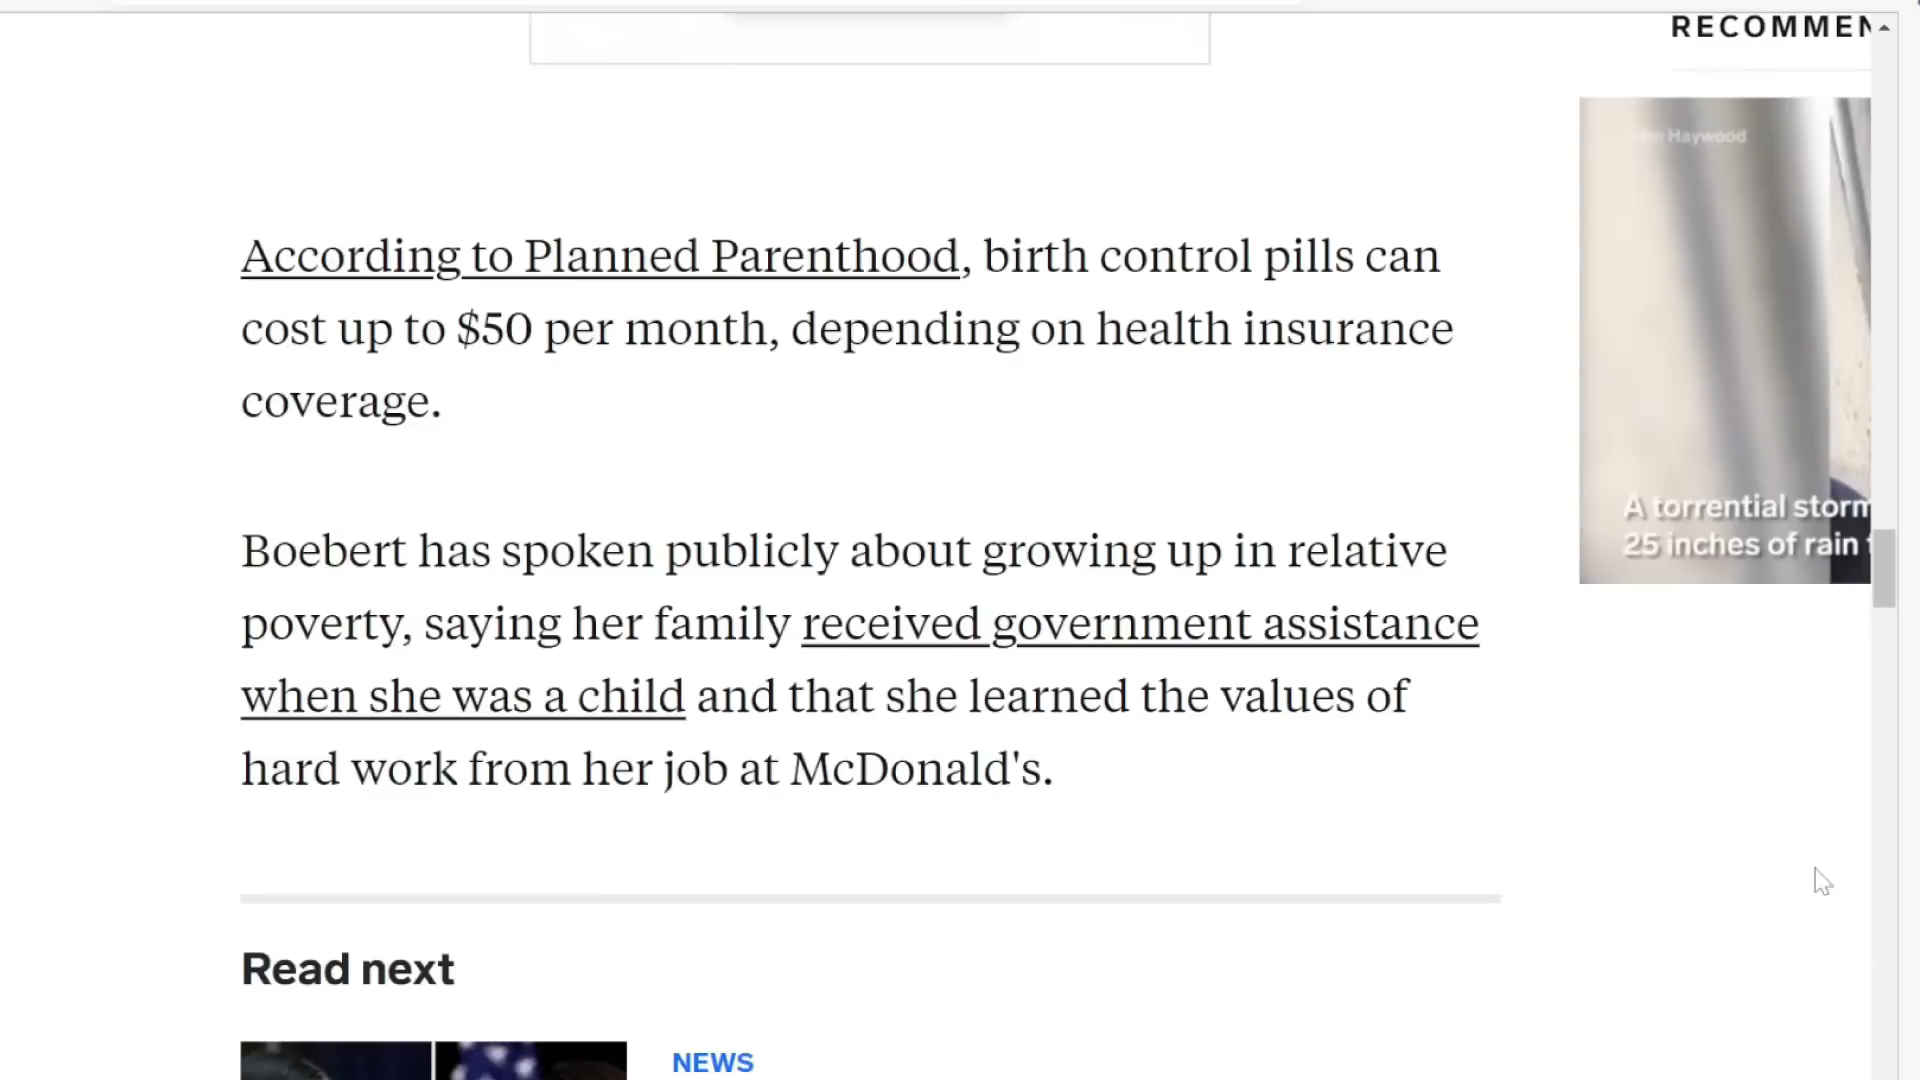 RECOMMEN
Haywood
According to Planned Parenthood, birth control pills can
cost up to $50 per month, depending on health insurance
coverage.
A torrential storm
25 inches of rain
Boebert has spoken publicly about growing up in relative
poverty, saying her family received government assistance
when she was a child and that she learned the values of
hard work from her job at McDonald's.
Read next
NEWS